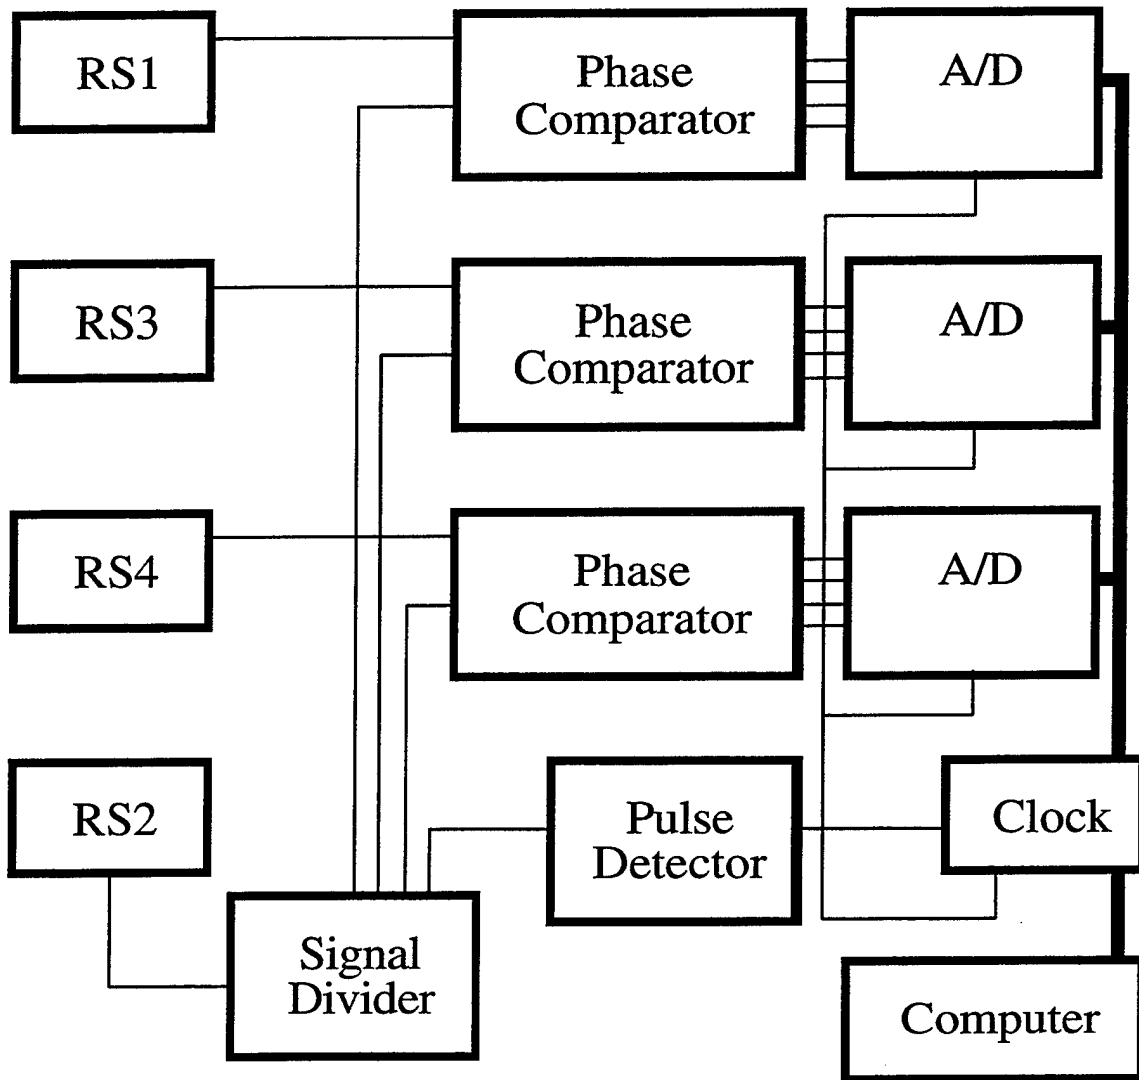 RS1
Phase
Comparator
A/D
RS3
Phase
Comparator
A/D
RS4
Phase
Comparator
A/D
RS2
Pulse
Detector
Clock
Signal
Divider
Computer